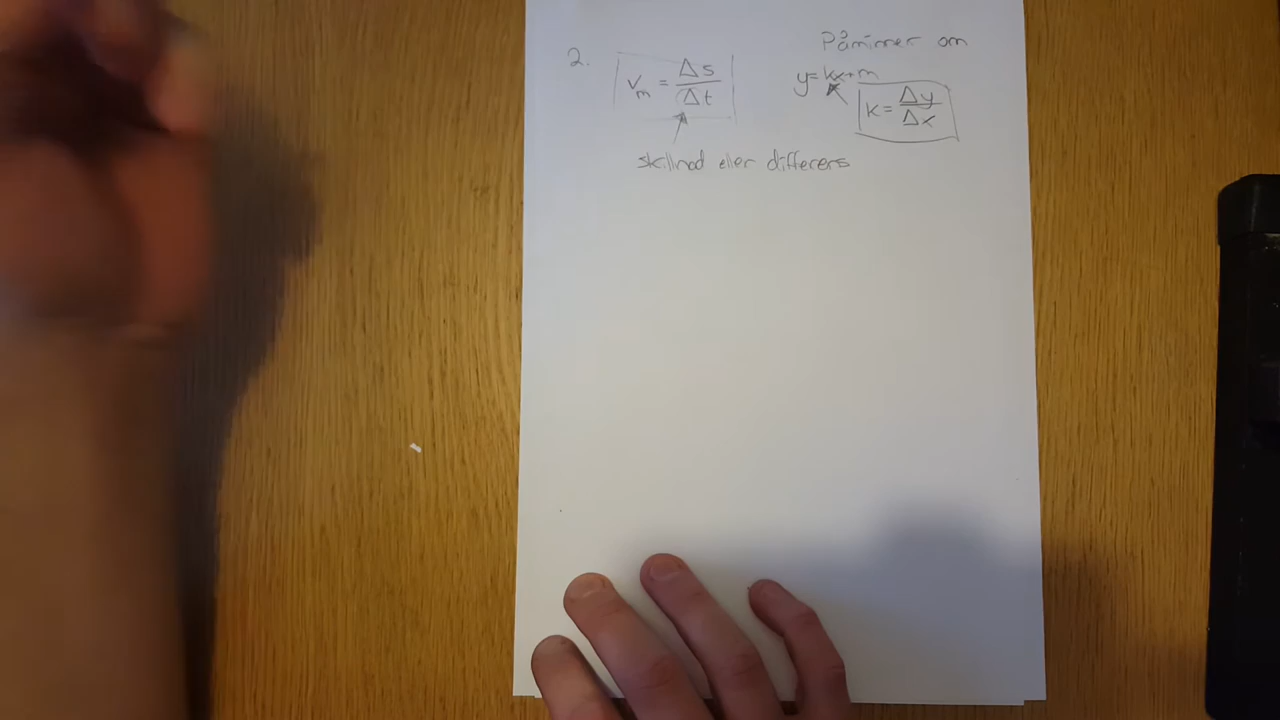 2.
v_m = Δs/Δt
skillnad eller differens
Påminner om
y = kx+m
k = Δy/Δx